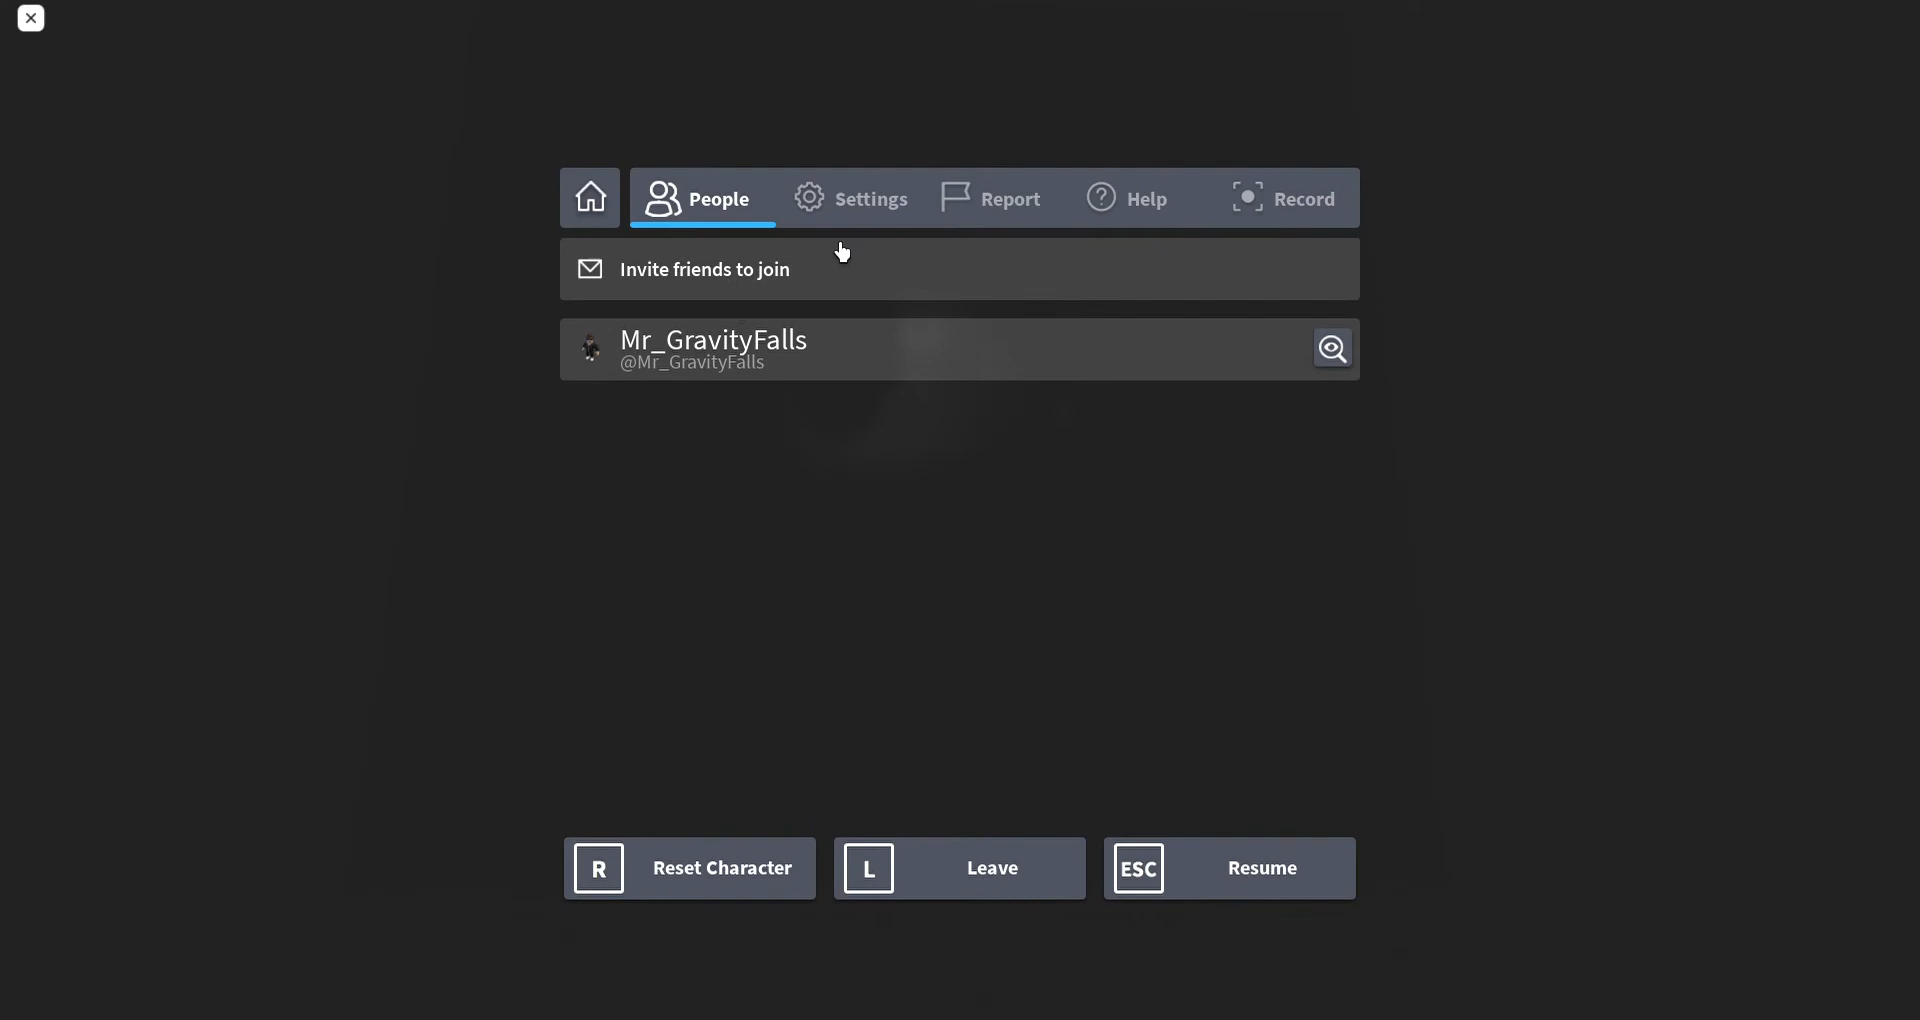 People Settings Report Help Record
Invite friends to join
Mr_GravityFalls
@Mr_GravityFalls
R Reset Character L Leave ESC Resume